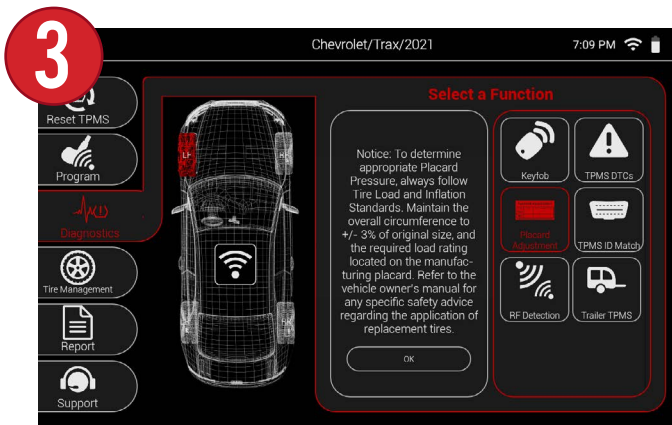 3
Chevrolet/Trax/2021
7:09 PM
Reset TPMS
Program
Diagnostics
Tire Management
Report
Support
LF
Select a Function
Notice: To determine
appropriate Placard
Pressure, always follow
Tire Load and Inflation
Standards. Maintain the
overall circumference to
+/- 3% of original size, and
the required load rating
located on the manufac-
turing placard. Refer to the
vehicle owner's manual for
any specific safety advice
regarding the application of
replacement tires.
OK
Keyfob
TPMS DTCs
Placard
Adjustment
TPMS ID Match
RF Detection
Trailer TPMS